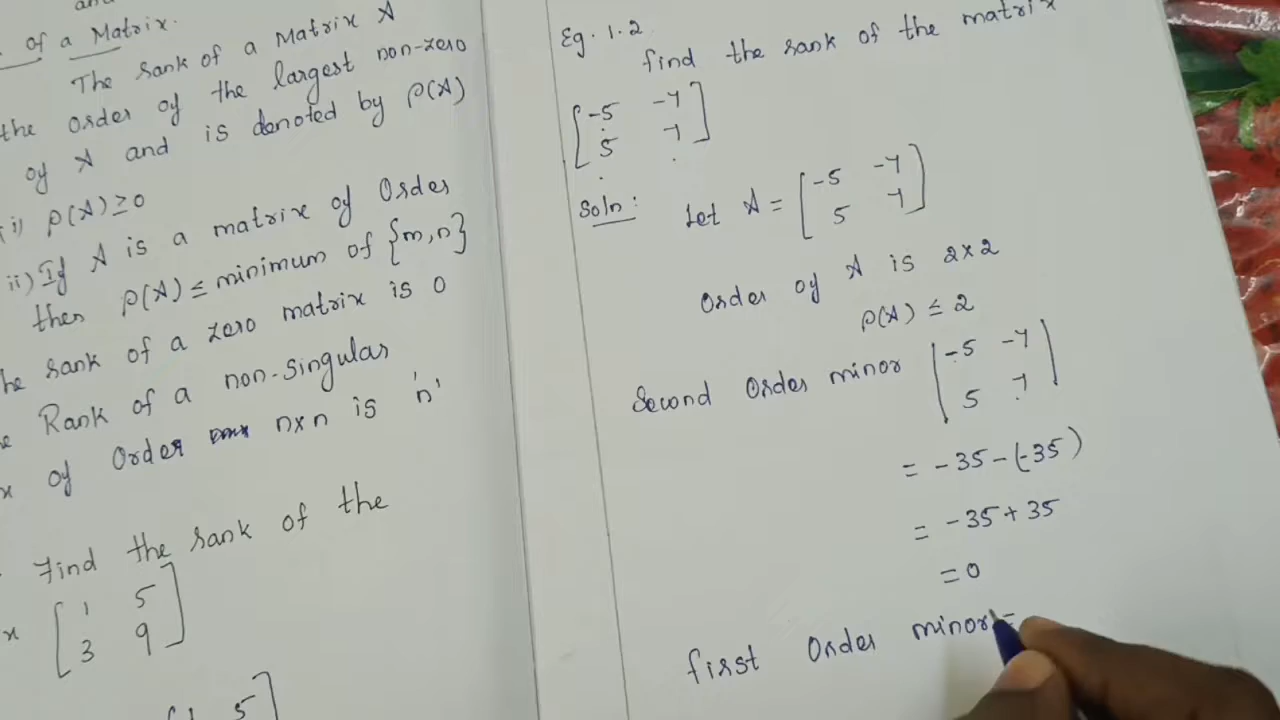 of a Matrix.
The rank of a Matrix A
the order of the largest non-zero
of A and is denoted by ρ(A)
i) ρ(A) ≥ 0
ii) If A is a matrix of Order
then ρ(A) ≤ minimum of {m,n}
he rank of a zero matrix is 0
e Rank of a non-singular
x of Order n×n is 'n'
Find the rank of the
x [1 5
3 9]
5]
Eg. 1.2
find the rank of the matrix
[-5 -7
5 7]
Soln: Let A = [-5 -7
5 7]
Order of A is 2×2
ρ(A) ≤ 2
Second Order minor |-5 -7
5 7|
= -35-(-35)
= -35+35
= 0
first Order minor =